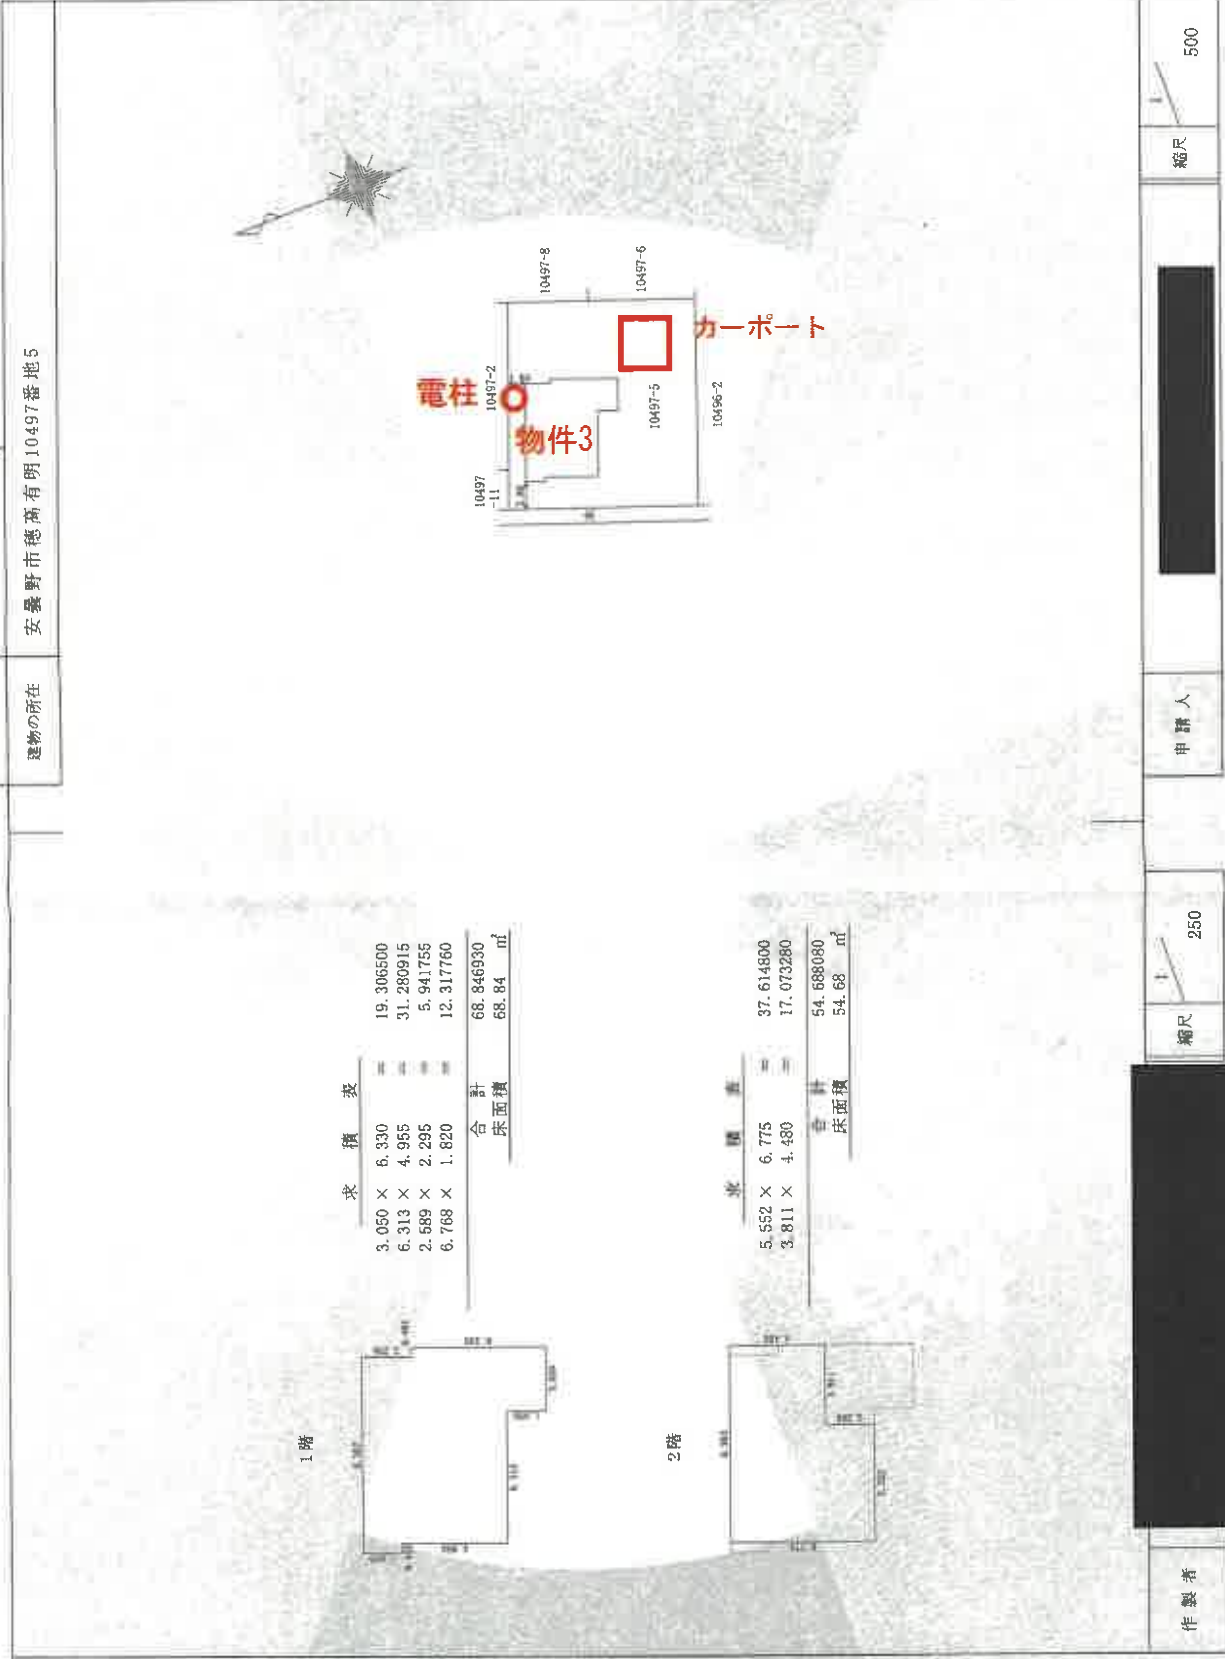 建物の所在 安曇野市穂高有明10497番地5
1階
求積表
3.050 × 6.330 = 19.306500
6.313 × 4.955 = 31.280915
2.589 × 2.295 = 5.941755
6.768 × 1.820 = 12.317760
合計 68.846930
床面積 68.84 ㎡
2階
求積表
5.552 × 6.775 = 37.614800
3.811 × 4.480 = 17.073280
合計 54.688080
床面積 54.68 ㎡
電柱
物件3
カーポート
10497-11
10497-2
10497-8
10497-6
10497-5
10496-2
作製者
縮尺 1/250
申請人
縮尺 1/500